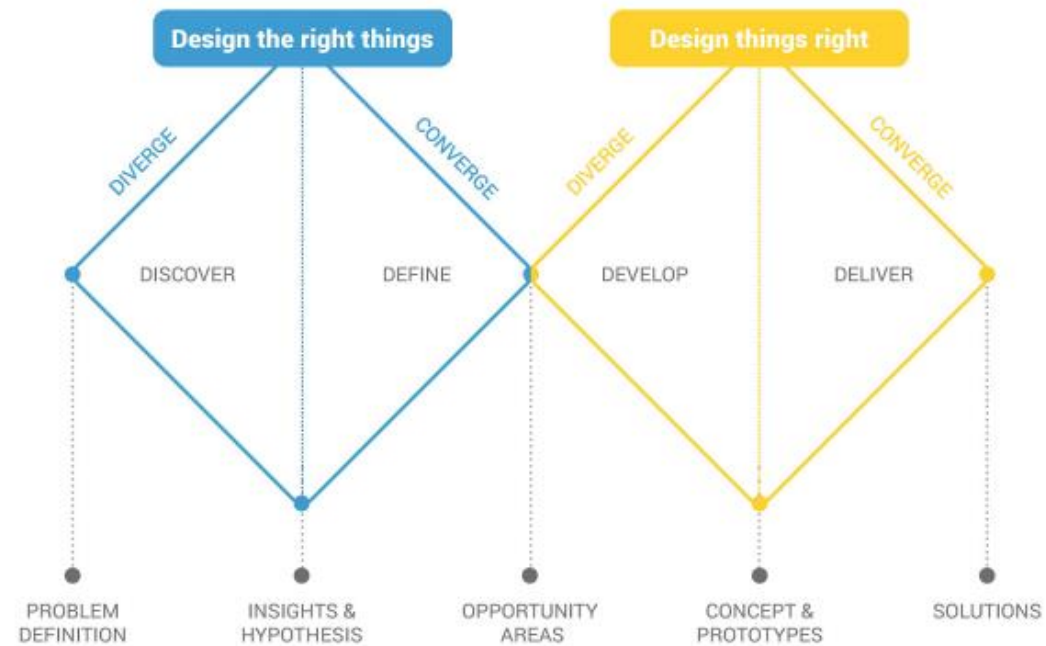 Design the right things
Design things right
DIVERGE
CONVERGE
DIVERGE
CONVERGE
DISCOVER
DEFINE
DEVELOP
DELIVER
PROBLEM
DEFINITION
INSIGHTS &
HYPOTHESIS
OPPORTUNITY
AREAS
CONCEPT &
PROTOTYPES
SOLUTIONS